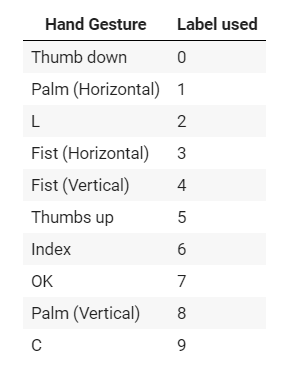 Hand Gesture Label used
Thumb down 0
Palm (Horizontal) 1
L 2
Fist (Horizontal) 3
Fist (Vertical) 4
Thumbs up 5
Index 6
OK 7
Palm (Vertical) 8
C 9